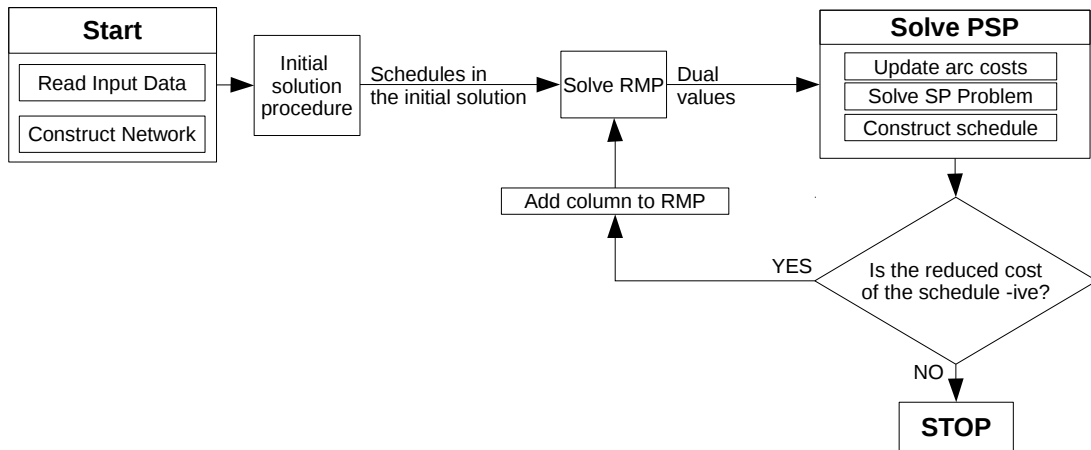 Start
Read Input Data
Construct Network
Initial
solution
procedure
Schedules in
the initial solution
Solve RMP
Dual
values
Solve PSP
Update arc costs
Solve SP Problem
Construct schedule
Add column to RMP
YES
Is the reduced cost
of the schedule -ive?
NO
STOP